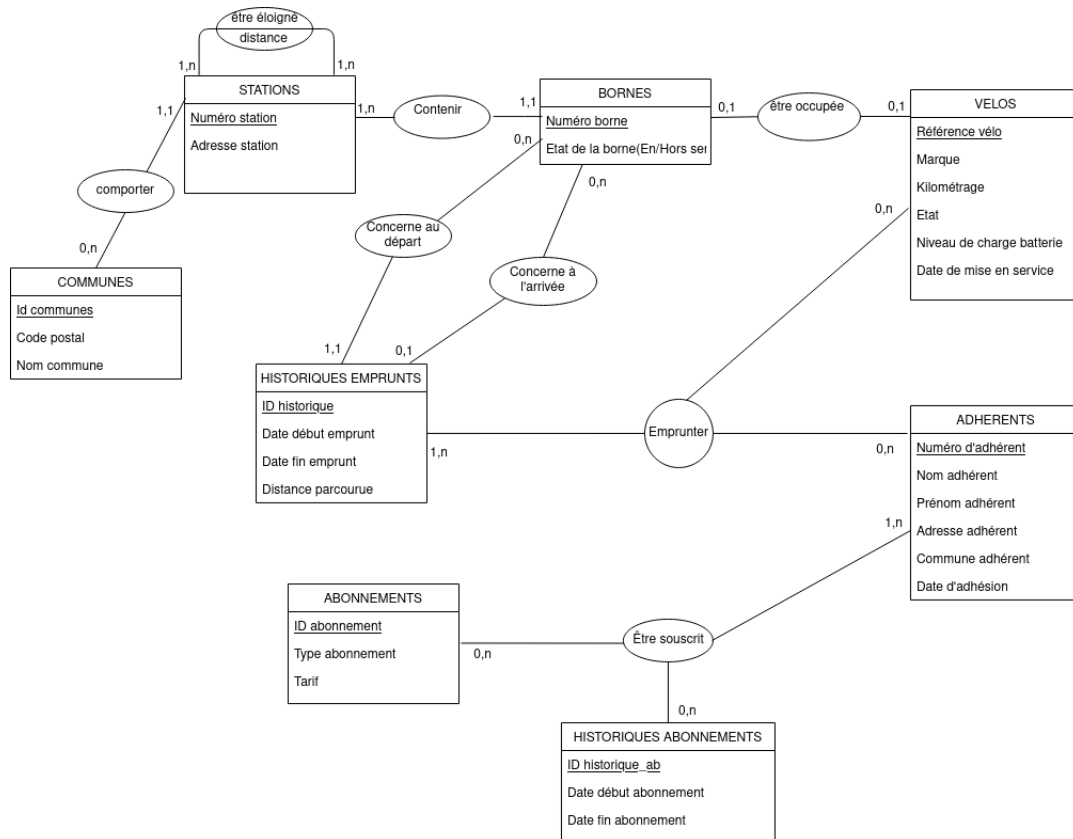 être éloigné
distance
1,n
1,n
STATIONS
Numéro station
Adresse station
1,1
1,n
Contenir
1,1
0,n
BORNES
Numéro borne
Etat de la borne(En/Hors ser
0,1
être occupée
0,1
VELOS
Référence vélo
Marque
Kilométrage
Etat
Niveau de charge batterie
Date de mise en service
comporter
0,n
0,n
0,n
Concerne au
départ
Concerne à
l'arrivée
COMMUNES
Id communes
Code postal
Nom commune
1,1
0,1
HISTORIQUES EMPRUNTS
ID historique
Date début emprunt
Date fin emprunt
Distance parcourue
1,n
Emprunter
0,n
ADHERENTS
Numéro d'adhérent
Nom adhérent
Prénom adhérent
Adresse adhérent
Commune adhérent
Date d'adhésion
1,n
ABONNEMENTS
ID abonnement
Type abonnement
Tarif
0,n
Être souscrit
0,n
HISTORIQUES ABONNEMENTS
ID historique_ab
Date début abonnement
Date fin abonnement